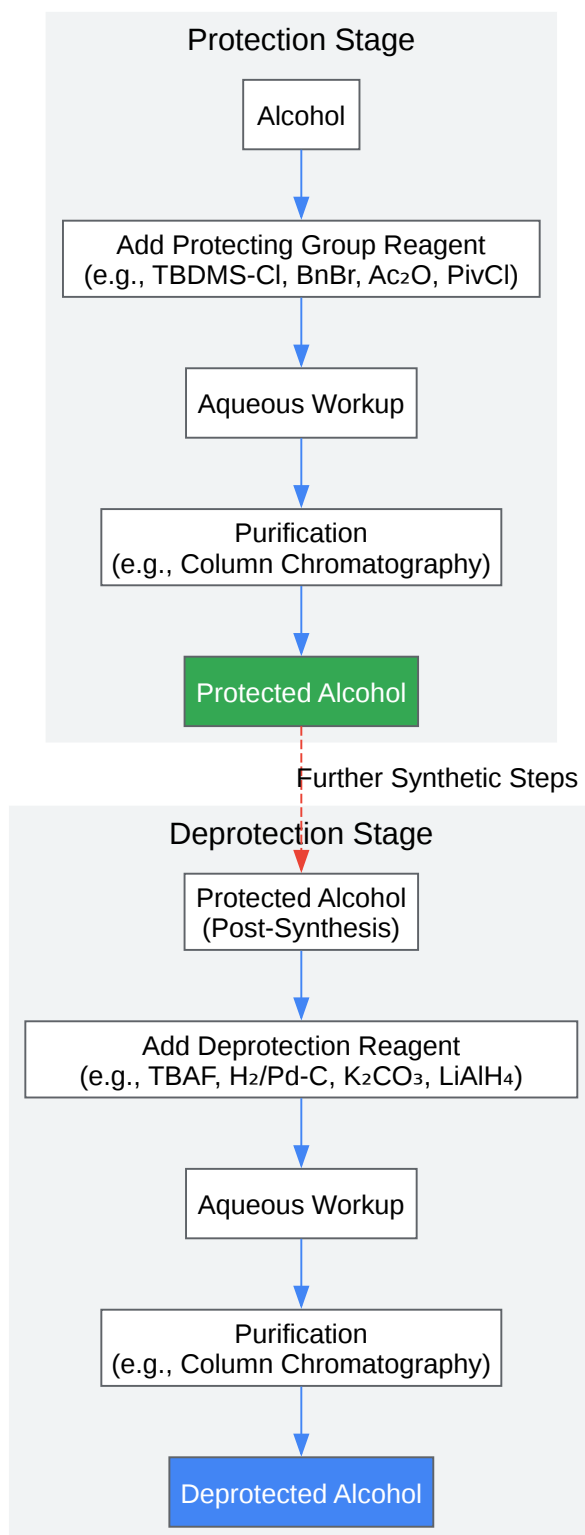 Protection Stage
Alcohol
Add Protecting Group Reagent
(e.g., TBDMS-Cl, BnBr, Ac₂O, PivCl)
Aqueous Workup
Purification
(e.g., Column Chromatography)
Protected Alcohol
Further Synthetic Steps
Deprotection Stage
Protected Alcohol
(Post-Synthesis)
Add Deprotection Reagent
(e.g., TBAF, H₂/Pd-C, K₂CO₃, LiAlH₄)
Aqueous Workup
Purification
(e.g., Column Chromatography)
Deprotected Alcohol